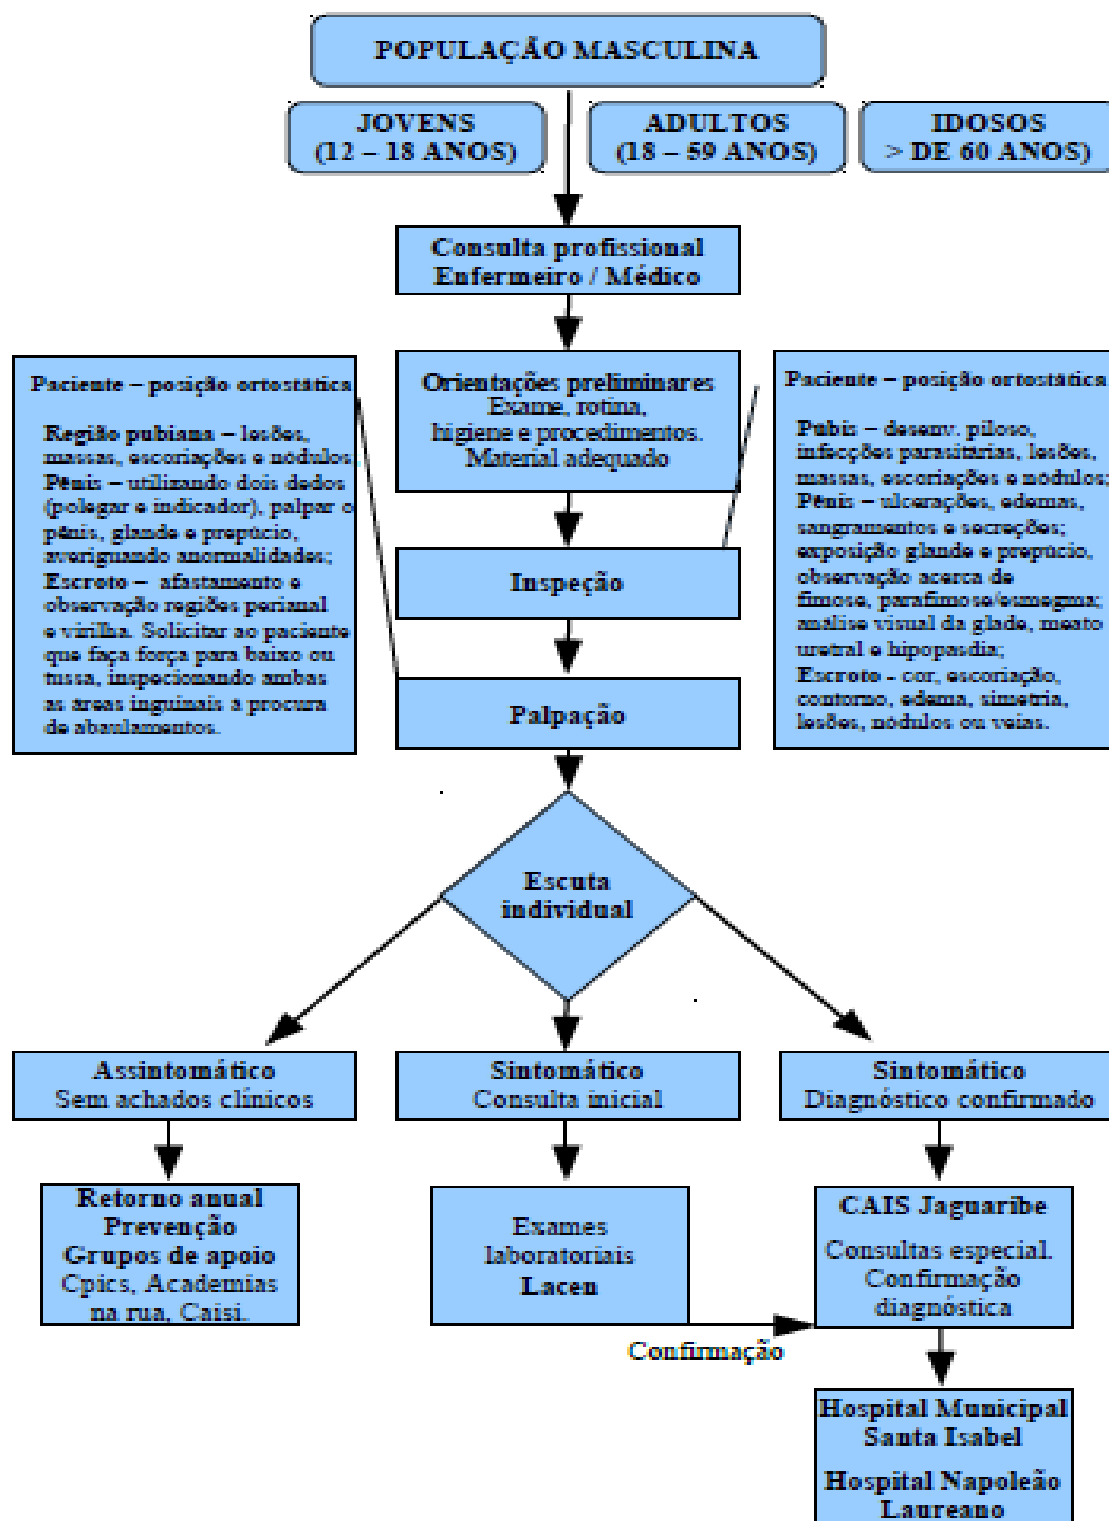 POPULAÇÃO MASCULINA
JOVENS
(12 – 18 ANOS)
ADULTOS
(18 – 59 ANOS)
IDOSOS
> DE 60 ANOS)
Consulta profissional
Enfermeiro / Médico
Orientações preliminares
Exame, rotina,
higiene e procedimentos.
Material adequado
Paciente – posição ortostática
Região pubiana – lesões,
massas, escoriações e nódulos
Pênis – utilizando dois dedos
(polegar e indicador), palpar o
pênis, glande e prepúcio,
averiguando anormalidades;
Escroto – afastamento e
observação regiões perianal
e virilha. Solicitar ao paciente
que faça força para baixo ou
tussa, inspecionando ambas
as áreas inguinais à procura
de abaulamentos.
Paciente – posição ortostática
Púbis – desenv. piloso,
infecções parasitárias, lesões,
massas, escoriações e nódulos;
Pênis – ulcerações, edemas,
sangramentos e secreções;
exposição glande e prepúcio,
observação acerca de
fimose, parafimose/esmegma;
análise visual da glade, meato
uretral e hipopasdia;
Escroto - cor, escoriação,
contorno, edema, simetria,
lesões, nódulos ou veias.
Inspeção
Palpação
Escuta
individual
Assintomático
Sem achados clínicos
Sintomático
Consulta inicial
Sintomático
Diagnóstico confirmado
Retorno anual
Prevenção
Grupos de apoio
Cpics, Academias
na rua, Caisi.
Exames
laboratoriais
Lacen
Confirmação
CAIS Jaguaribe
Consultas especial.
Confirmação
diagnóstica
Hospital Municipal
Santa Isabel
Hospital Napoleão
Laureano